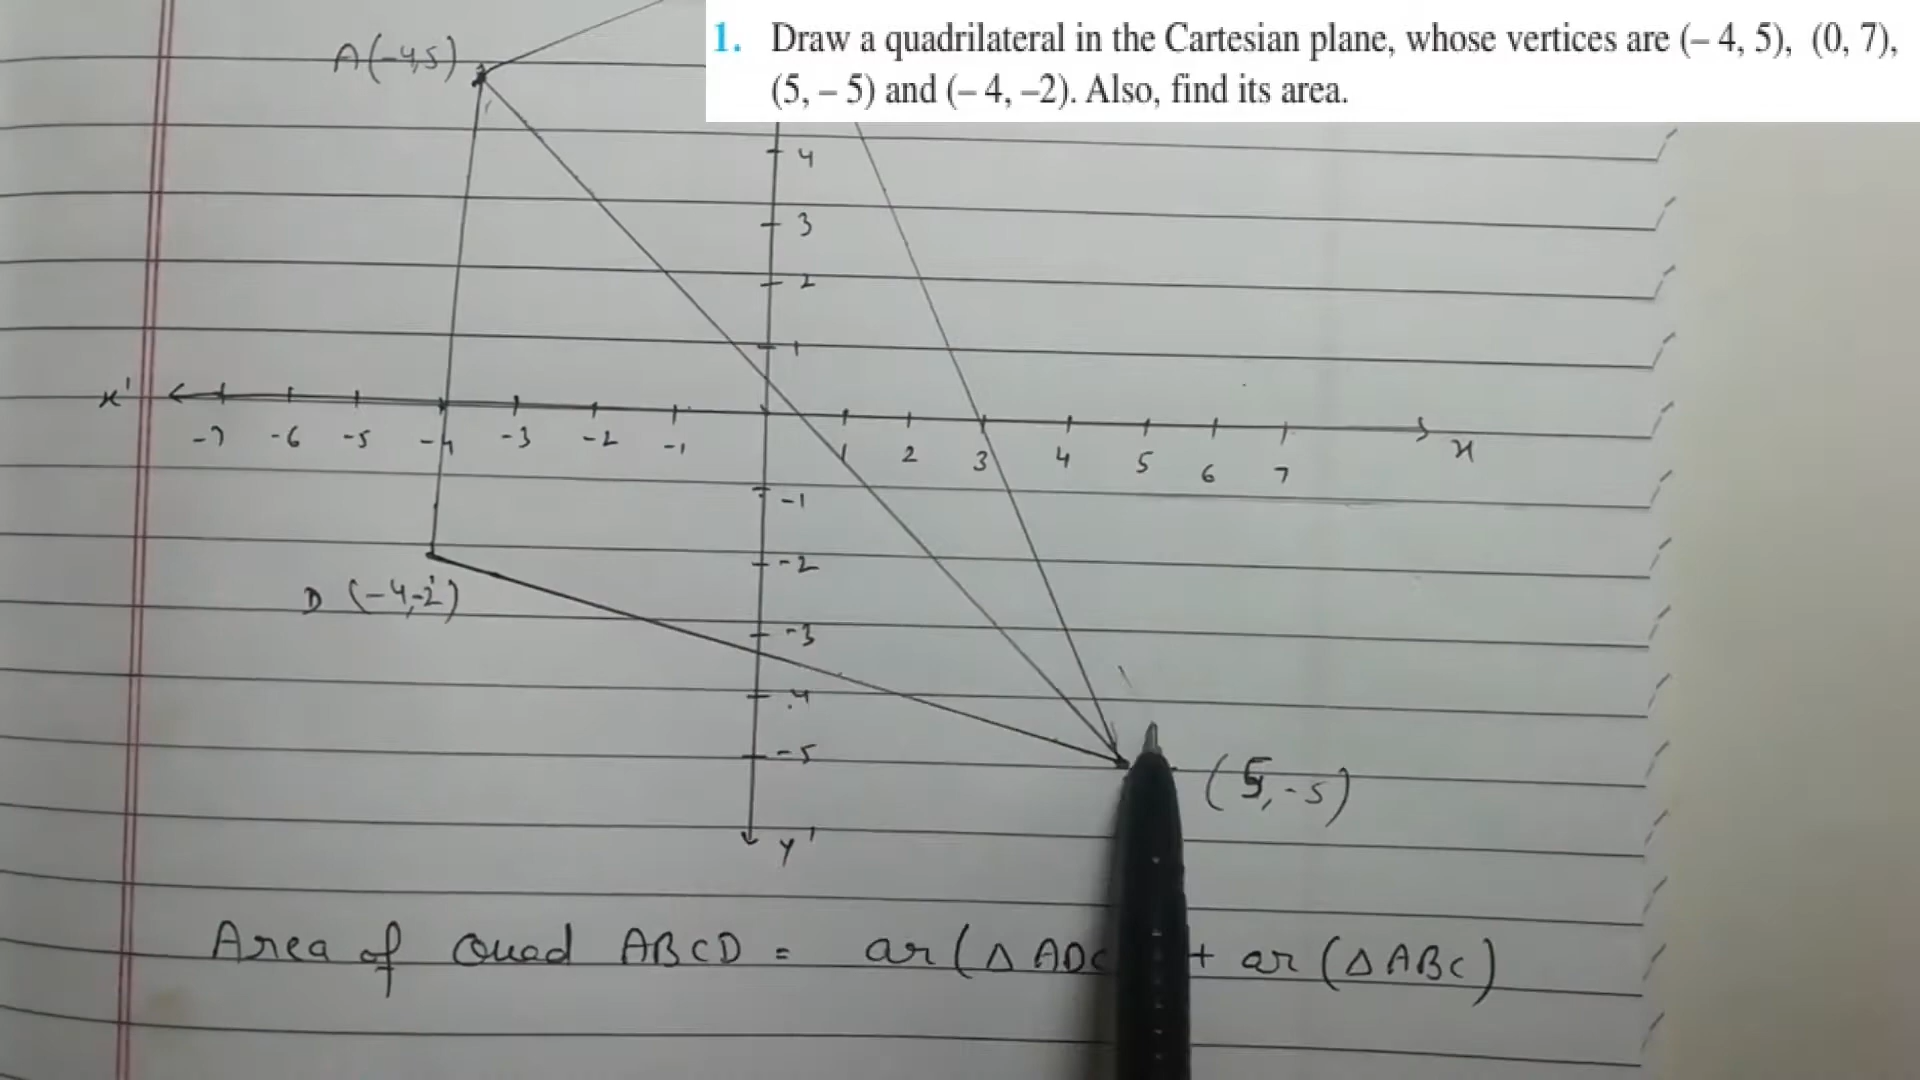 1. Draw a quadrilateral in the Cartesian plane, whose vertices are (– 4, 5), (0, 7),
(5, – 5) and (– 4, –2). Also, find its area.
A(-4,5)
4
3
2
1
x' -7 -6 -5 -4 -3 -2 -1 1 2 3 4 5 6 7 x
-1
-2
D (-4,-2)
-3
-4
-5
(5,-5)
y'
Area of Quad ABCD = ar(△ ADC + ar (△ ABC)